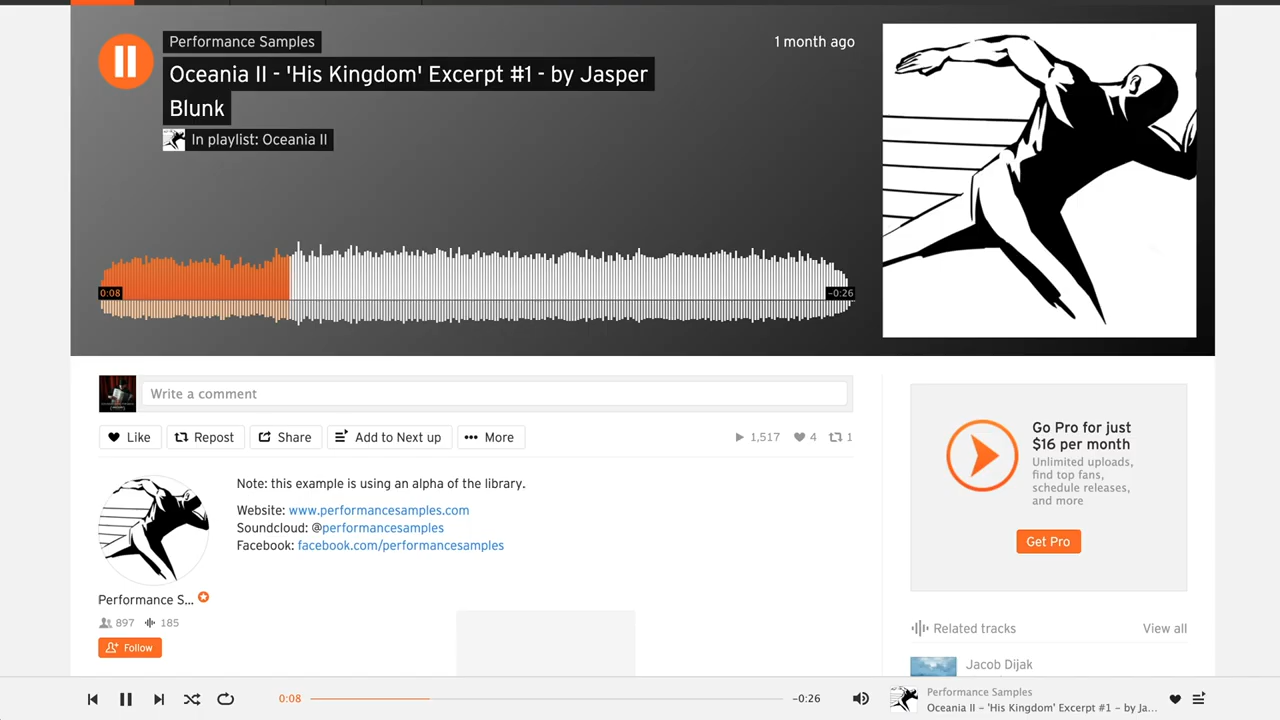 Performance Samples
1 month ago
Oceania II - 'His Kingdom' Excerpt #1 - by Jasper
Blunk
In playlist: Oceania II
0:08
-0:26
Write a comment
Like
Repost
Share
Add to Next up
More
1,517
4
1
Note: this example is using an alpha of the library.
Website: www.performancesamples.com
Soundcloud: @performancesamples
Facebook: facebook.com/performancesamples
Performance S...
897
185
Follow
Go Pro for just
$16 per month
Unlimited uploads,
find top fans,
schedule releases,
and more
Get Pro
Related tracks
View all
Jacob Dijak
0:08
-0:26
Performance Samples
Oceania II - 'His Kingdom' Excerpt #1 - by Ja...